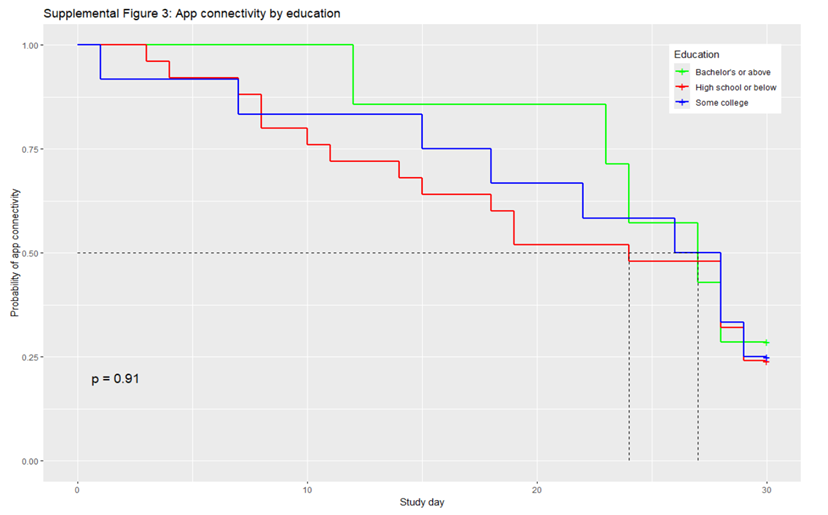 Supplemental Figure 3: App connectivity by education
Education
Bachelor's or above
High school or below
Some college
1.00
0.75
0.50
0.25
0.00
Probability of app connectivity
p = 0.91
0
10
20
30
Study day